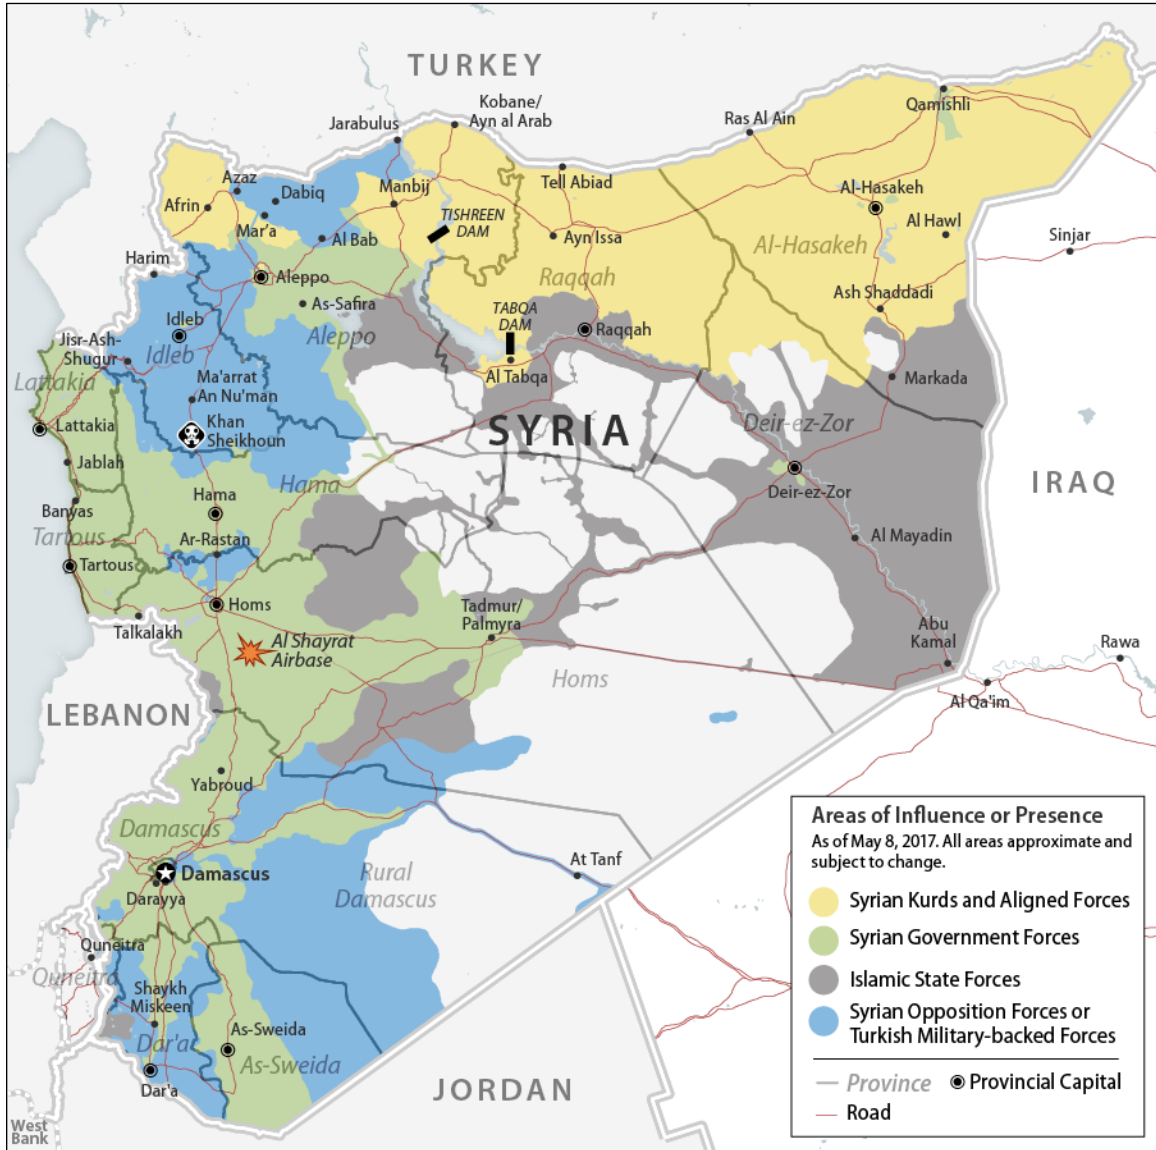 TURKEY
Kobane/
Ayn al Arab
Jarabulus
Ras Al Ain
Qamishli
Azaz
Dabiq
Manbij
Tell Abiad
Al-Hasakeh
Afrin
Mar'a
Al Bab
TISHREEN
DAM
Ayn Issa
Al Hawl
Sinjar
Al-Hasakeh
Harim
Aleppo
Raqqah
As-Safira
TABQA
DAM
Ash Shaddadi
Idleb
Aleppo
Raqqah
Jisr-Ash-
Shugur
Idleb
Al Tabqa
Markada
Lattakia
Ma'arrat
An Nu'man
Khan
Sheikhoun
Lattakia
SYRIA
Deir-ez-Zor
Jablah
Hama
Deir-ez-Zor
IRAQ
Banyas
Hama
Tartous
Ar-Rastan
Al Mayadin
Tartous
Homs
Tadmur/
Palmyra
Talkalakh
Al Shayrat
Airbase
Abu
Kamal
Rawa
Homs
Al Qa'im
LEBANON
Yabroud
Damascus
At Tanf
Damascus
Rural
Damascus
Darayya
Quneitra
Quneitra
Shaykh
Miskeen
As-Sweida
Dar'a
As-Sweida
Dar'a
JORDAN
West
Bank
Areas of Influence or Presence
As of May 8, 2017. All areas approximate and
subject to change.
Syrian Kurds and Aligned Forces
Syrian Government Forces
Islamic State Forces
Syrian Opposition Forces or
Turkish Military-backed Forces
Province
Provincial Capital
Road